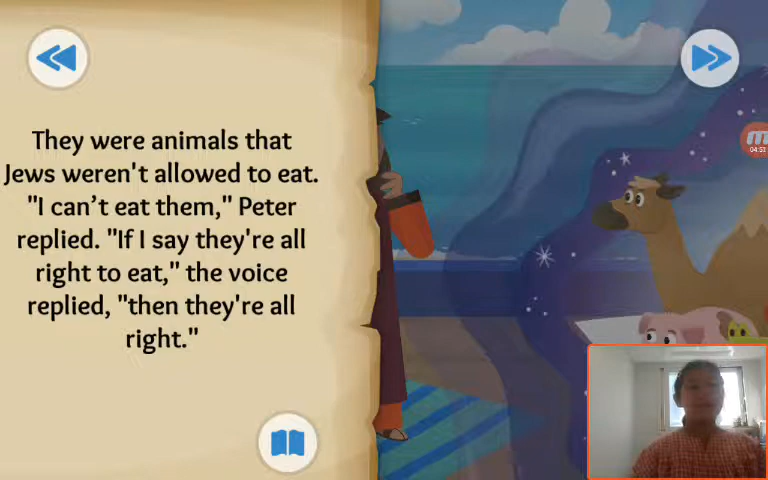 They were animals that
Jews weren't allowed to eat.
"I can’t eat them," Peter
replied. "If I say they're all
right to eat," the voice
replied, "then they're all
right."